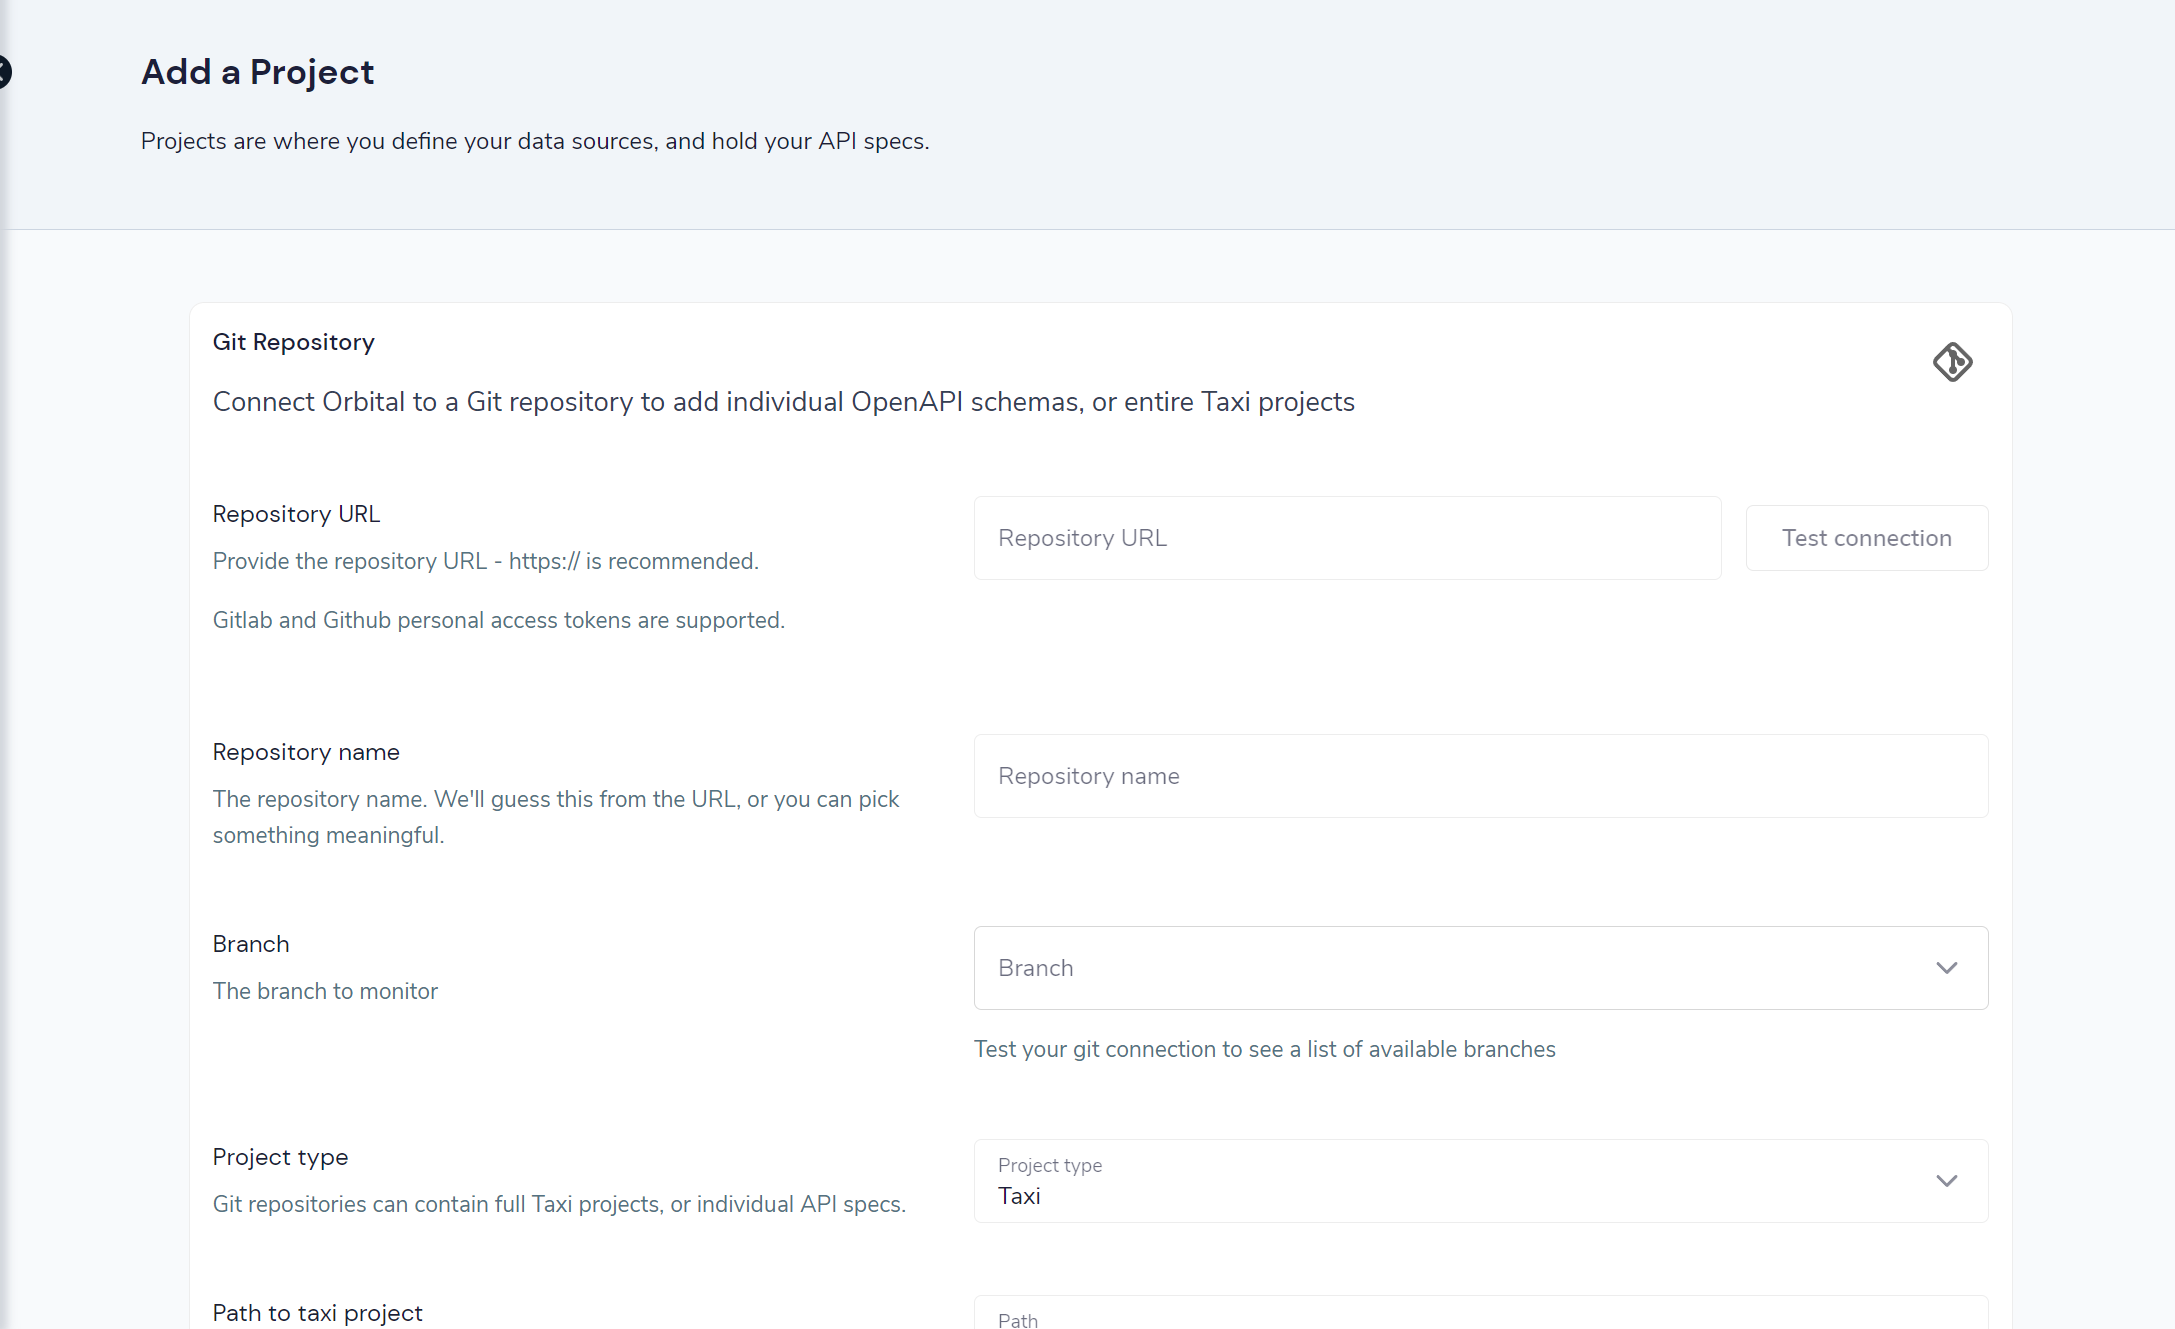 Add a Project
Projects are where you define your data sources, and hold your API specs.
Git Repository
Connect Orbital to a Git repository to add individual OpenAPI schemas, or entire Taxi projects
Repository URL
Provide the repository URL - https:// is recommended.
Gitlab and Github personal access tokens are supported.
Repository URL
Test connection
Repository name
The repository name. We'll guess this from the URL, or you can pick
something meaningful.
Repository name
Branch
The branch to monitor
Branch
Test your git connection to see a list of available branches
Project type
Git repositories can contain full Taxi projects, or individual API specs.
Project type
Taxi
Path to taxi project
Path